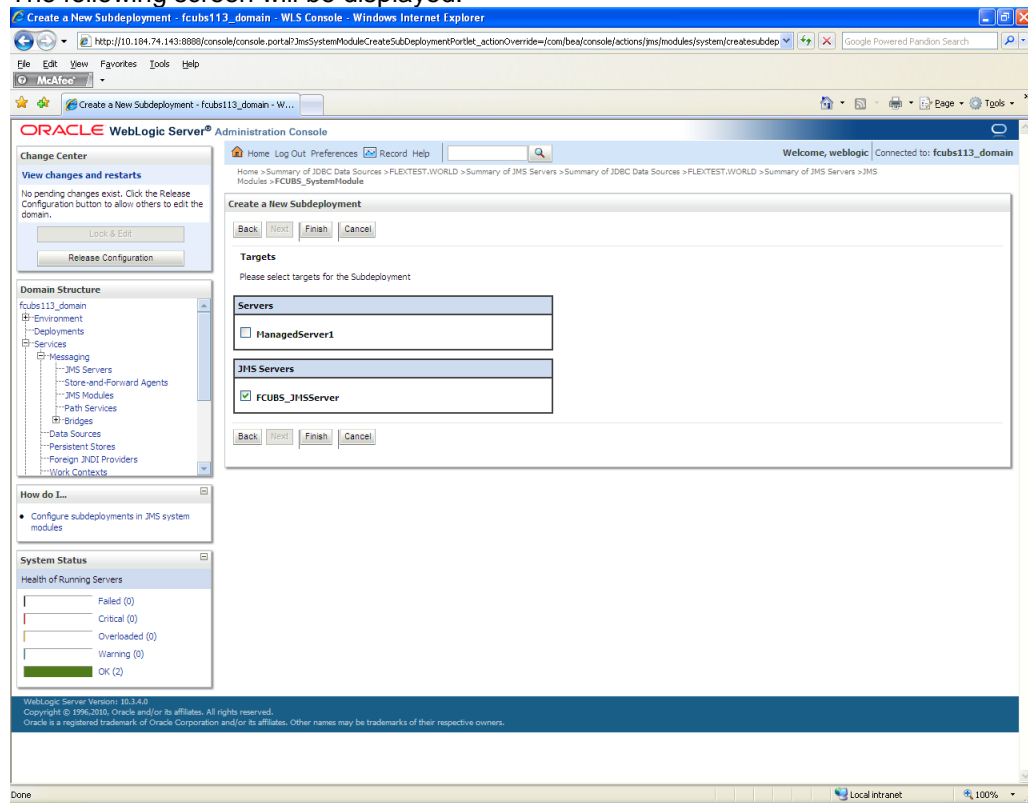 The following screen will be displayed:
Create a New Subdeployment - fcubs113_domain - WLS Console - Windows Internet Explorer
http://10.184.74.143:8888/console/console.portal?JmsSystemModuleCreateSubDeploymentPortlet_actionOverride=/com/bea/console/actions/jms/modules/system/createsubdep
Google Powered Pandion Search
File Edit View Favorites Tools Help
McAfee
Create a New Subdeployment - fcubs113_domain - W...
Page Tools
ORACLE WebLogic Server® Administration Console
Change Center
View changes and restarts
No pending changes exist. Click the Release
Configuration button to allow others to edit the
domain.
Lock & Edit
Release Configuration
Domain Structure
fcubs113_domain
Environment
Deployments
Services
Messaging
JMS Servers
Store-and-Forward Agents
JMS Modules
Path Services
Bridges
Data Sources
Persistent Stores
Foreign JNDI Providers
Work Contexts
How do I...
Configure subdeployments in JMS system
modules
System Status
Health of Running Servers
Failed (0)
Critical (0)
Overloaded (0)
Warning (0)
OK (2)
Home Log Out Preferences Record Help
Welcome, weblogic Connected to: fcubs113_domain
Home >Summary of JDBC Data Sources >FLEXTEST.WORLD >Summary of JMS Servers >Summary of JDBC Data Sources >FLEXTEST.WORLD >Summary of JMS Servers >JMS
Modules >FCUBS_SystemModule
Create a New Subdeployment
Back Next Finish Cancel
Targets
Please select targets for the Subdeployment
Servers
ManagedServer1
JMS Servers
FCUBS_JMSServer
Back Next Finish Cancel
WebLogic Server Version: 10.3.4.0
Copyright © 1996,2010, Oracle and/or its affiliates. All rights reserved.
Oracle is a registered trademark of Oracle Corporation and/or its affiliates. Other names may be trademarks of their respective owners.
Done
Local intranet
100%